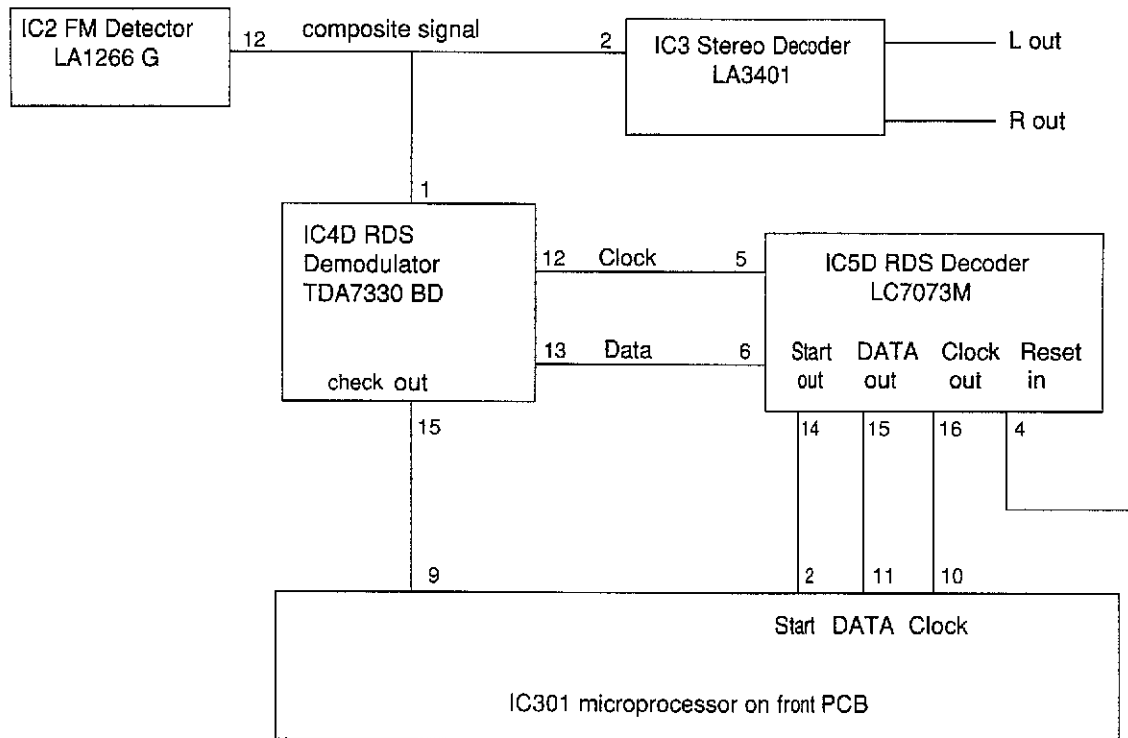 IC2 FM Detector
LA1266 G
12
composite signal
2
IC3 Stereo Decoder
LA3401
L out
R out
1
IC4D RDS
Demodulator
TDA7330 BD
check out
12
Clock
5
13
Data
6
IC5D RDS Decoder
LC7073M
Start out
DATA out
Clock out
Reset in
15
14
15
16
4
9
2
11
10
Start DATA Clock
IC301 microprocessor on front PCB